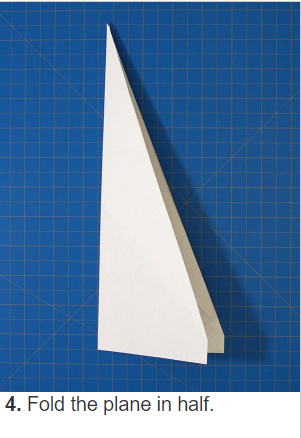 4. Fold the plane in half.